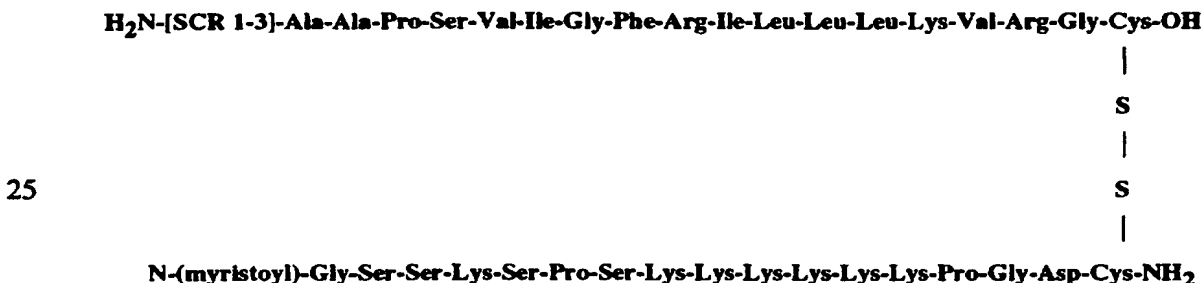 H₂N-[SCR 1-3]-Ala-Ala-Pro-Ser-Val-Ile-Gly-Phe-Arg-Ile-Leu-Leu-Leu-Lys-Val-Arg-Gly-Cys-OH
|
S
|
25 S
|
N-(myristoyl)-Gly-Ser-Ser-Lys-Ser-Pro-Ser-Lys-Lys-Lys-Lys-Lys-Lys-Pro-Gly-Asp-Cys-NH₂